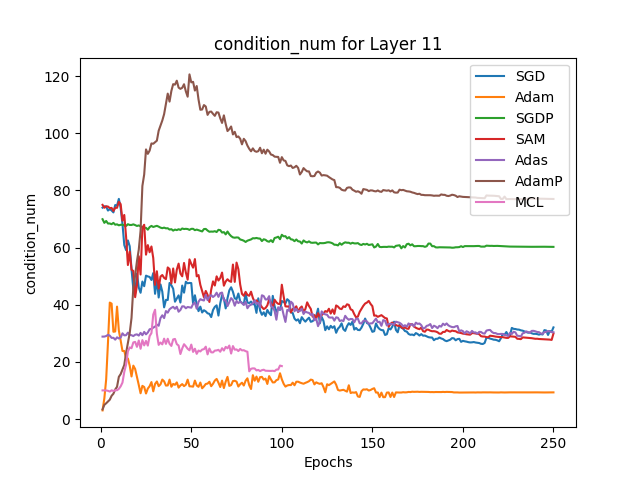 condition_num for Layer 11
condition_num
120
100
80
60
40
20
0
0 50 100 150 200 250
Epochs
SGD
Adam
SGDP
SAM
Adas
AdamP
MCL